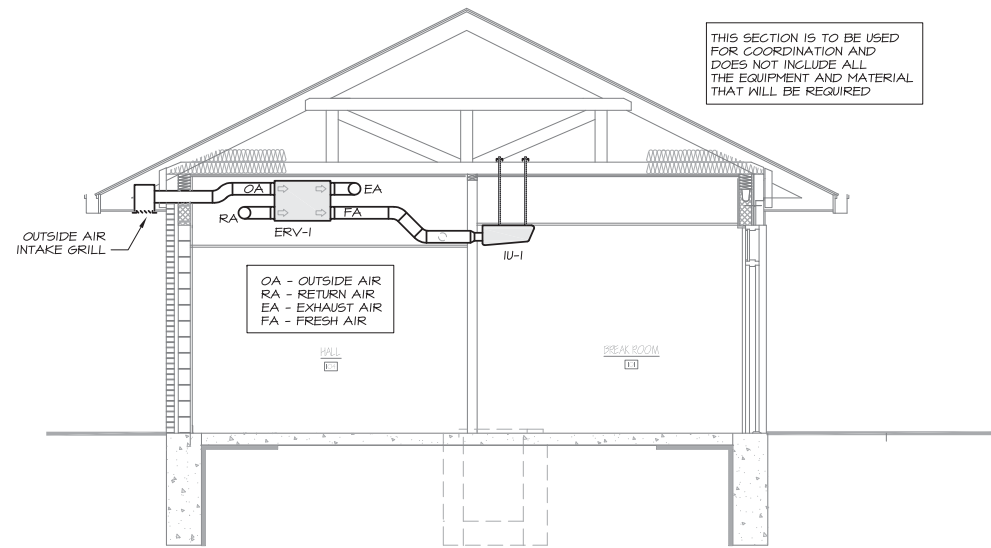 THIS SECTION IS TO BE USED
FOR COORDINATION AND
DOES NOT INCLUDE ALL
THE EQUIPMENT AND MATERIAL
THAT WILL BE REQUIRED
OA
EA
RA
FA
ERV-1
OUTSIDE AIR
INTAKE GRILL
IU-1
OA - OUTSIDE AIR
RA - RETURN AIR
EA - EXHAUST AIR
FA - FRESH AIR
HALL
BREAK ROOM